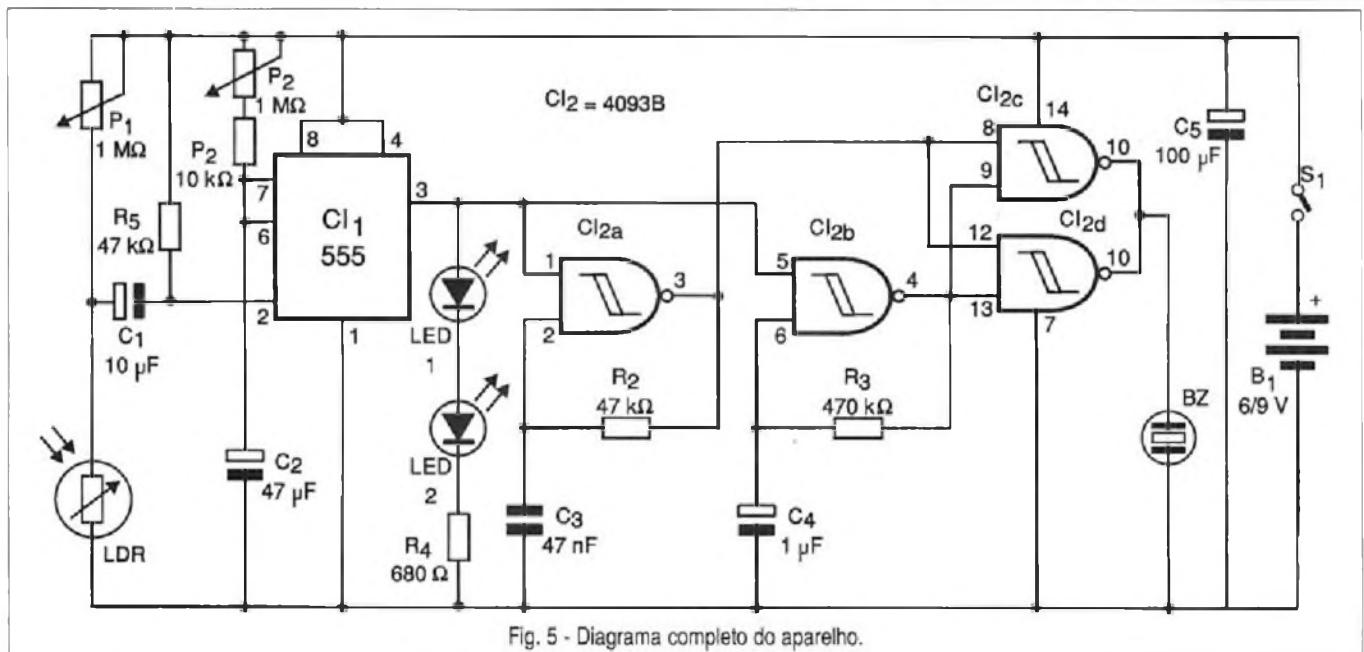 P1
1 MΩ
R5
47 kΩ
C1
10 µF
LDR
P2
1 MΩ
P2
10 kΩ
C2
47 µF
8
4
7
6
2
3
1
CI1
555
LED
1
LED
2
R4
680 Ω
CI2 = 4093B
CI2a
1
2
3
R2
47 kΩ
C3
47 nF
CI2b
5
6
4
R3
470 kΩ
C4
1 µF
CI2c
14
8
9
10
CI2d
12
13
10
7
C5
100 µF
S1
+
B1
6/9 V
BZ
Fig. 5 - Diagrama completo do aparelho.